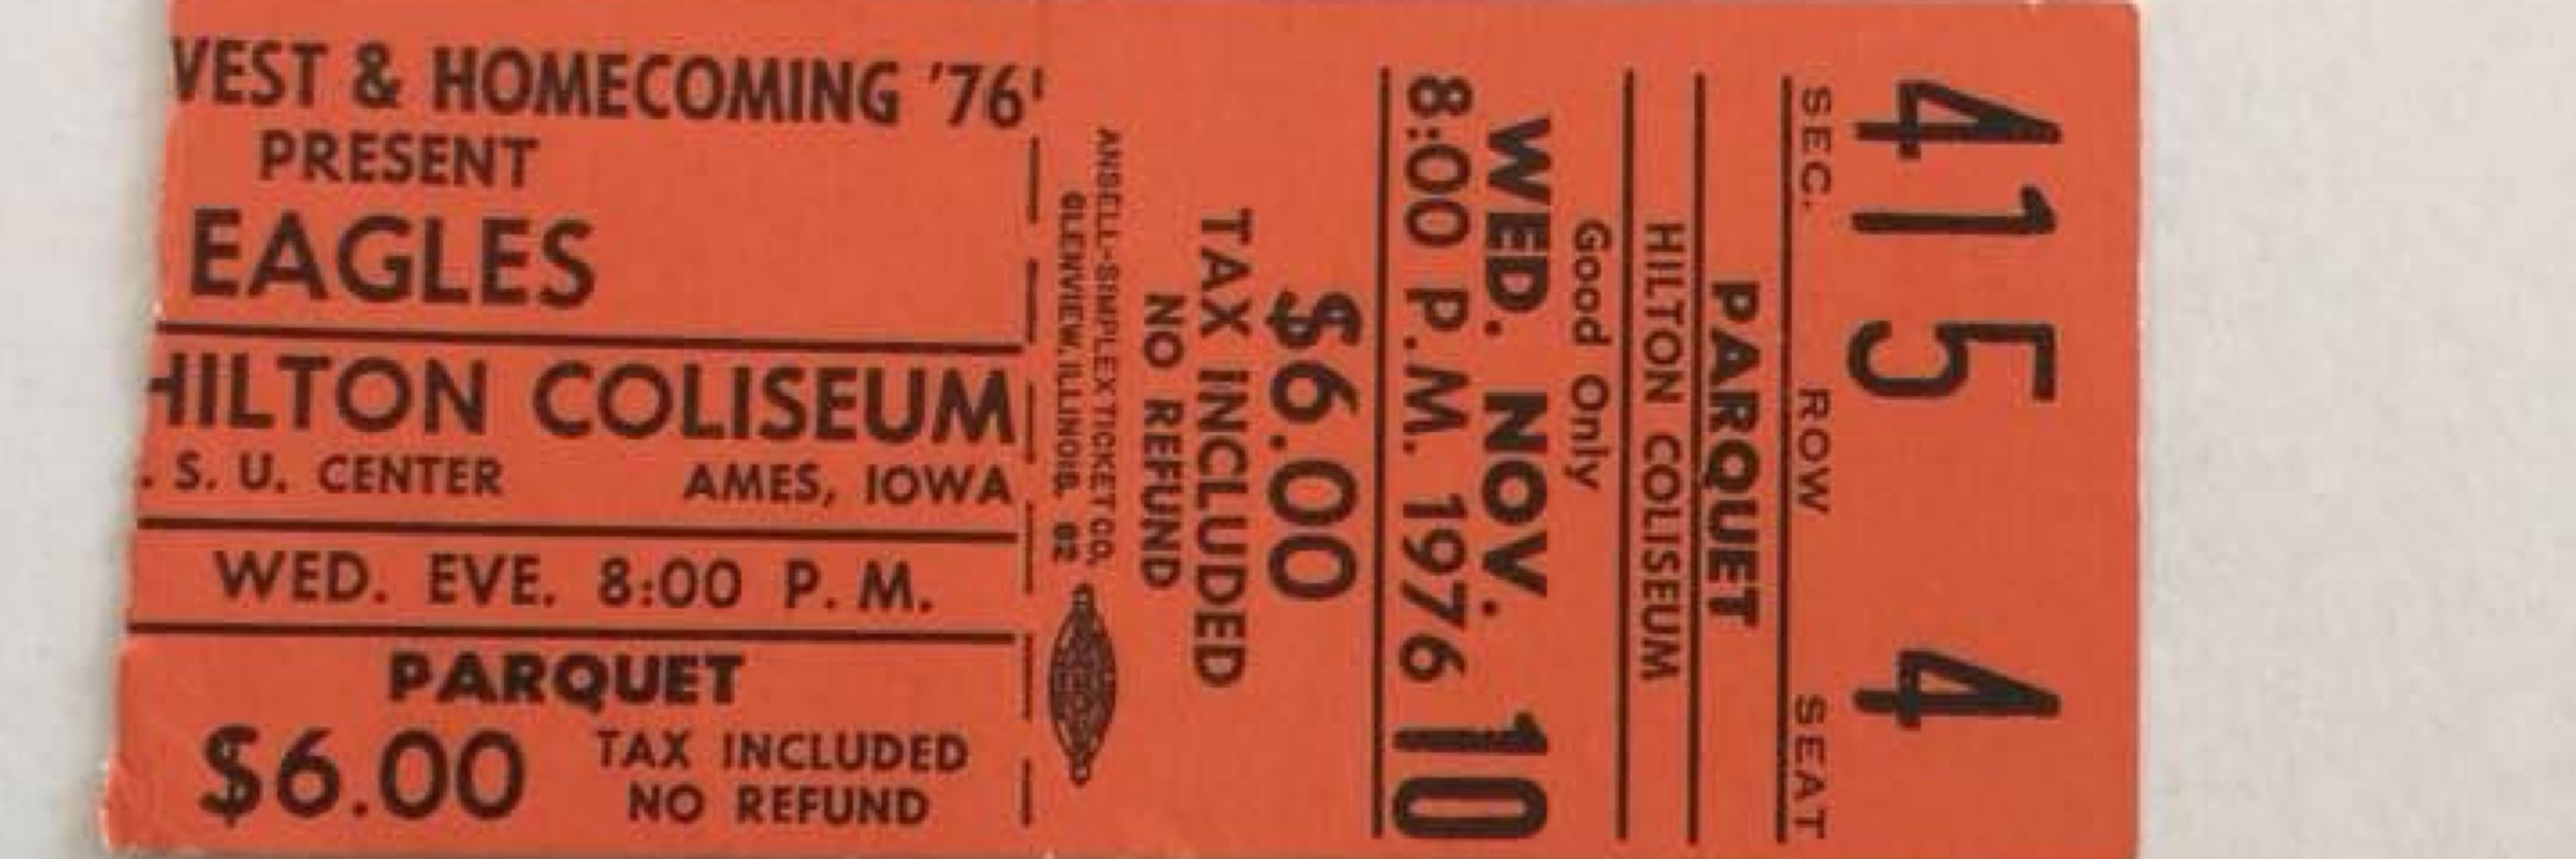 VEST & HOMECOMING '76'
PRESENT
EAGLES
HILTON COLISEUM
. S. U. CENTER AMES, IOWA
WED. EVE. 8:00 P. M.
PARQUET
$6.00 TAX INCLUDED
NO REFUND
41 5 4
SEC. ROW SEAT
PARQUET
HILTON COLISEUM
Good Only
WED. NOV. 10
8:00 P.M. 1976
$6.00
TAX INCLUDED
NO REFUND
ANSELL-SIMPLEX TICKET CO.
GLENVIEW, ILLINOIS.